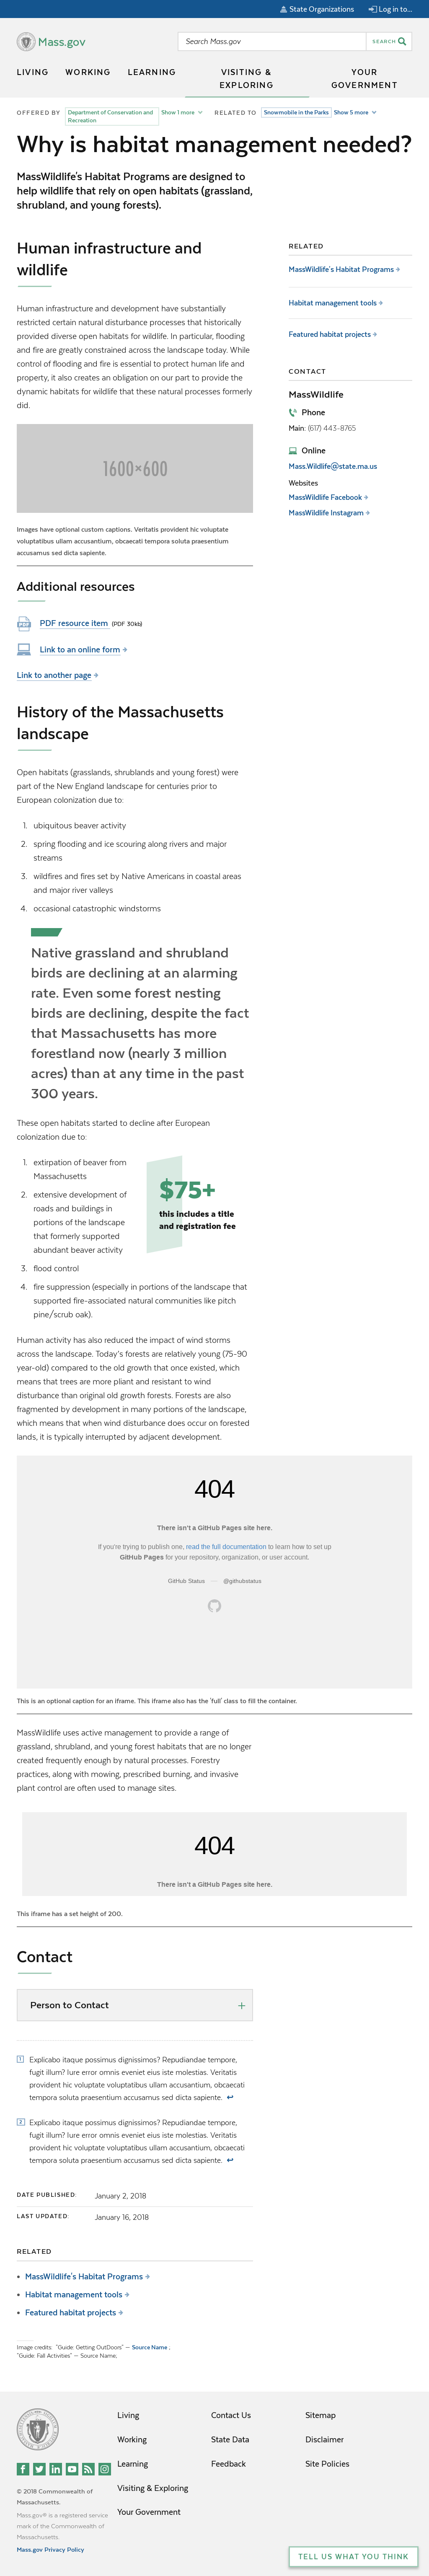 State Organizations
Log in to...
Mass.gov
Search Mass.gov
SEARCH
LIVING
WORKING
LEARNING
VISITING &
EXPLORING
YOUR
GOVERNMENT
OFFERED BY
Department of Conservation and
Recreation
Show 1 more
RELATED TO
Snowmobile in the Parks
Show 5 more
Why is habitat management needed?
MassWildlife's Habitat Programs are designed to
help wildlife that rely on open habitats (grassland,
shrubland, and young forests).
Human infrastructure and
wildlife
Human infrastructure and development have substantially
restricted certain natural disturbance processes that historically
provided diverse open habitats for wildlife. In particular, flooding
and fire are greatly constrained across the landscape today. While
control of flooding and fire is essential to protect human life and
property, it also creates an obligation on our part to provide the
dynamic habitats for wildlife that these natural processes formerly
did.
1600×600
Images have optional custom captions. Veritatis provident hic voluptate
voluptatibus ullam accusantium, obcaecati tempora soluta praesentium
accusamus sed dicta sapiente.
Additional resources
PDF
PDF resource item (PDF 30kb)
Link to an online form
Link to another page
History of the Massachusetts
landscape
Open habitats (grasslands, shrublands and young forest) were
part of the New England landscape for centuries prior to
European colonization due to:
1. ubiquitous beaver activity
2. spring flooding and ice scouring along rivers and major
streams
3. wildfires and fires set by Native Americans in coastal areas
and major river valleys
4. occasional catastrophic windstorms
Native grassland and shrubland
birds are declining at an alarming
rate. Even some forest nesting
birds are declining, despite the fact
that Massachusetts has more
forestland now (nearly 3 million
acres) than at any time in the past
300 years.
These open habitats started to decline after European
colonization due to:
1. extirpation of beaver from
Massachusetts
2. extensive development of
roads and buildings in
portions of the landscape
that formerly supported
abundant beaver activity
3. flood control
4. fire suppression (especially in portions of the landscape that
supported fire-associated natural communities like pitch
pine/scrub oak).
$75+
this includes a title
and registration fee
Human activity has also reduced the impact of wind storms
across the landscape. Today's forests are relatively young (75-90
year-old) compared to the old growth that once existed, which
means that trees are more pliant and resistant to wind
disturbance than original old growth forests. Forests are also
fragmented by development in many portions of the landscape,
which means that when wind disturbance does occur on forested
lands, it is typically interrupted by adjacent development.
404
There isn't a GitHub Pages site here.
If you're trying to publish one, read the full documentation to learn how to set up
GitHub Pages for your repository, organization, or user account.
GitHub Status — @githubstatus
This is an optional caption for an iframe. This iframe also has the 'full' class to fill the container.
MassWildlife uses active management to provide a range of
grassland, shrubland, and young forest habitats that are no longer
created frequently enough by natural processes. Forestry
practices, along with mowing, prescribed burning, and invasive
plant control are often used to manage sites.
404
There isn't a GitHub Pages site here.
This iframe has a set height of 200.
Contact
Person to Contact
1 Explicabo itaque possimus dignissimos? Repudiandae tempore,
fugit illum? Iure error omnis eveniet eius iste molestias. Veritatis
provident hic voluptate voluptatibus ullam accusantium, obcaecati
tempora soluta praesentium accusamus sed dicta sapiente. ↩
2 Explicabo itaque possimus dignissimos? Repudiandae tempore,
fugit illum? Iure error omnis eveniet eius iste molestias. Veritatis
provident hic voluptate voluptatibus ullam accusantium, obcaecati
tempora soluta praesentium accusamus sed dicta sapiente. ↩
DATE PUBLISHED: January 2, 2018
LAST UPDATED January 16, 2018
RELATED
MassWildlife's Habitat Programs
Habitat management tools
Featured habitat projects
Image credits: "Guide: Getting OutDoors" — Source Name ;
"Guide: Fall Activities" — Source Name;
RELATED
MassWildlife's Habitat Programs
Habitat management tools
Featured habitat projects
CONTACT
MassWildlife
Phone
Main: (617) 443-8765
Online
Mass.Wildlife@state.ma.us
Websites
MassWildlife Facebook
MassWildlife Instagram
Living
Working
Learning
Visiting & Exploring
Your Government
Contact Us
State Data
Feedback
Sitemap
Disclaimer
Site Policies
© 2018 Commonwealth of
Massachusetts.
Mass.gov® is a registered service
mark of the Commonwealth of
Massachusetts.
Mass.gov Privacy Policy
TELL US WHAT YOU THINK